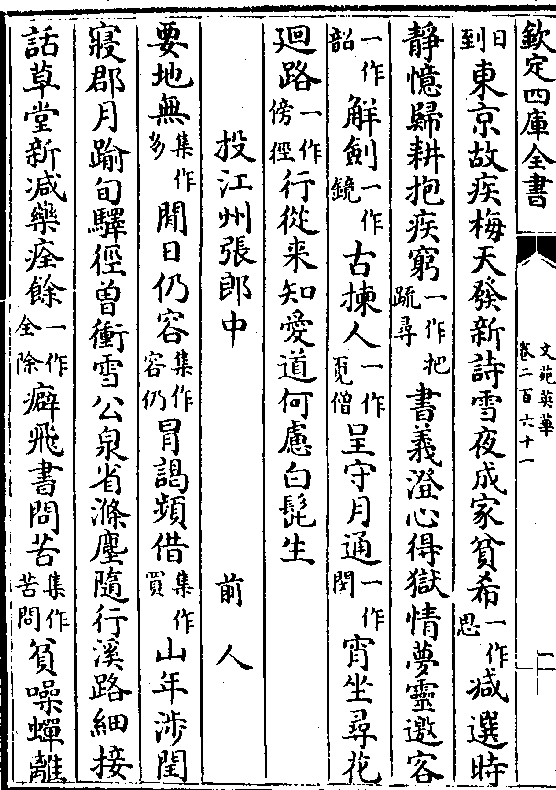 欽定四庫全書
文苑英華
卷二百六十一
日到東京故疾梅天發新詩雪夜成家貧希一作思減選時
靜憶歸耕抱疾窮一作把疏尋書義澄心得獄情夢靈邀客
一作韶解劍一作鏡古揀人一作覓僧呈守月通一作閉宵坐尋花
廻路一作傍徑行從来知愛道何慮白髭生
投江州張郎中
前人
要地無集作多閒日仍容集作容仍冐謁頻借集作買山年涉閏
寢郡月踰旬驛徑曽衝雪公泉省滌塵隨行溪路細接
話草堂新減藥痊餘一作全除癖飛書問苦集作苦問貧噪蟬離